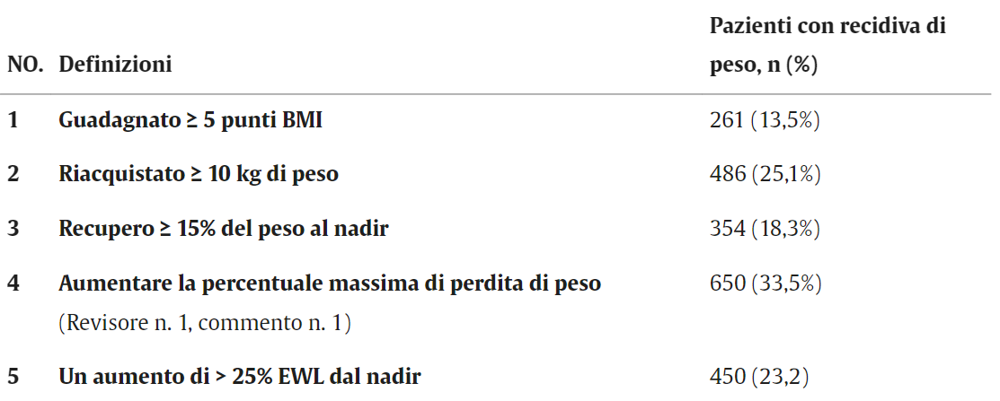 Pazienti con recidiva di
NO. Definizioni peso, n (%)
1 Guadagnato ≥ 5 punti BMI 261 (13,5%)
2 Riacquistato ≥ 10 kg di peso 486 (25,1%)
3 Recupero ≥ 15% del peso al nadir 354 (18,3%)
4 Aumentare la percentuale massima di perdita di peso 650 (33,5%)
(Revisore n. 1, commento n. 1)
5 Un aumento di > 25% EWL dal nadir 450 (23,2)